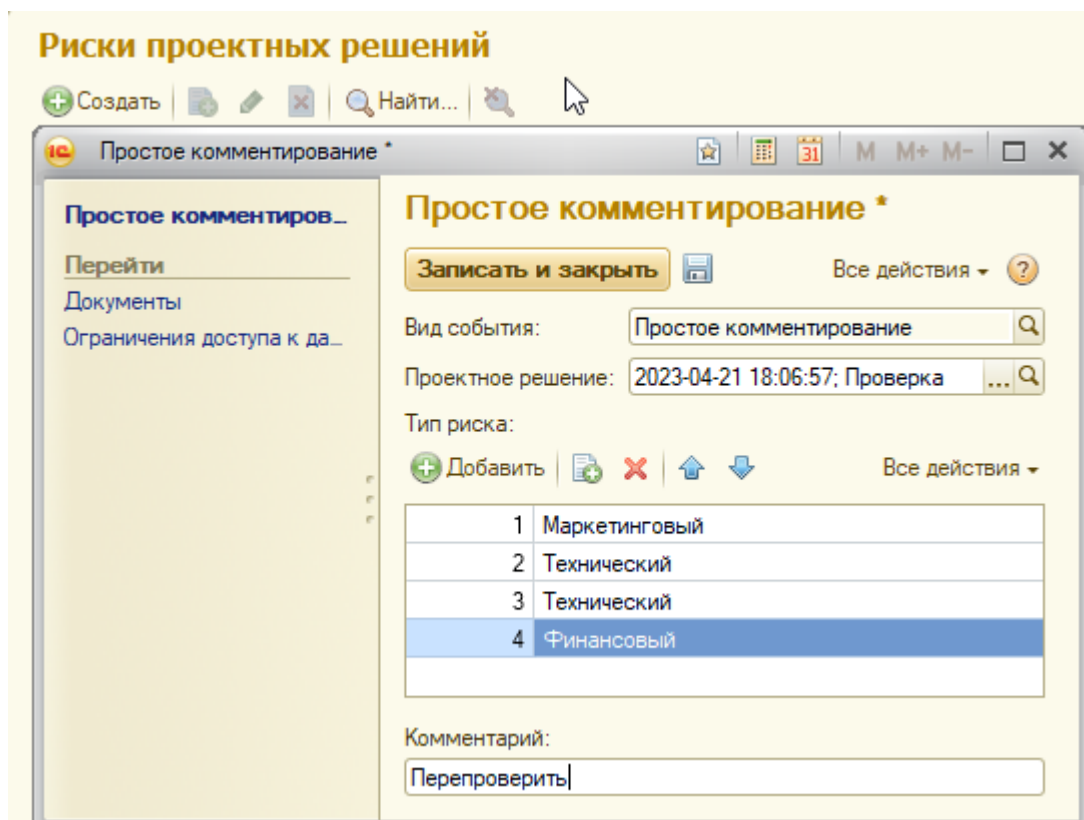 Риски проектных решений
Создать Найти...
1С Простое комментирование * 31 M M+ M-
Простое комментиров...
Перейти
Документы
Ограничения доступа к да...
Простое комментирование *
Записать и закрыть Все действия ?
Вид события: Простое комментирование
Проектное решение: 2023-04-21 18:06:57; Проверка ...
Тип риска:
Добавить Все действия
1 Маркетинговый
2 Технический
3 Технический
4 Финансовый
Комментарий:
Перепроверить